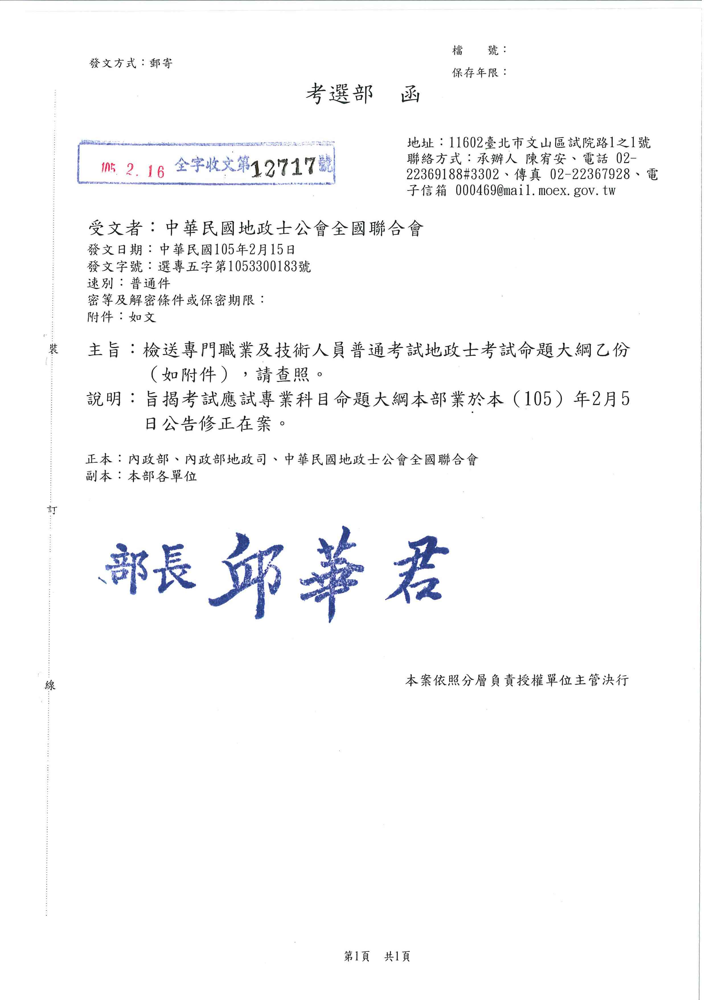 檔　　號：
發文方式：郵寄
保存年限：
考選部　函
地址：11602臺北市文山區試院路1之1號
聯絡方式：承辦人 陳宥安、電話 02-
22369188#3302、傳真 02-22367928、電
子信箱 000469@mail.moex.gov.tw
105. 2. 16 全字收文第12717號
受文者：中華民國地政士公會全國聯合會
發文日期：中華民國105年2月15日
發文字號：選專五字第1053300183號
速別：普通件
密等及解密條件或保密期限：
附件：如文
主旨：檢送專門職業及技術人員普通考試地政士考試命題大綱乙份
（如附件），請查照。
說明：旨揭考試應試專業科目命題大綱本部業於本（105）年2月5
日公告修正在案。
正本：內政部、內政部地政司、中華民國地政士公會全國聯合會
副本：本部各單位
裝
訂
線
部長 邱華君
本案依照分層負責授權單位主管決行
第1頁　共1頁